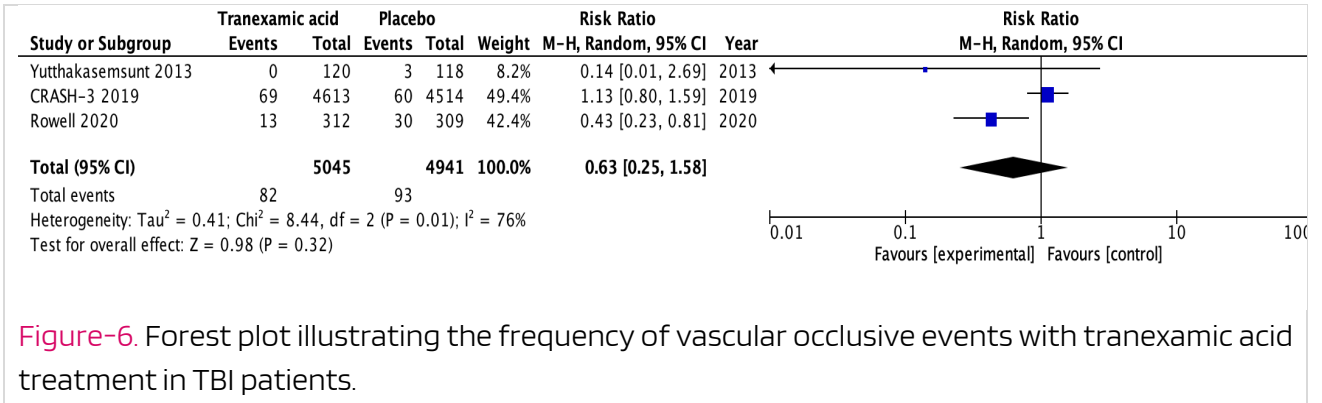 Tranexamic acid Placebo Risk Ratio Risk Ratio
Study or Subgroup Events Total Events Total Weight M-H, Random, 95% CI Year M-H, Random, 95% CI
Yutthakasemsunt 2013 0 120 3 118 8.2% 0.14 [0.01, 2.69] 2013
CRASH-3 2019 69 4613 60 4514 49.4% 1.13 [0.80, 1.59] 2019
Rowell 2020 13 312 30 309 42.4% 0.43 [0.23, 0.81] 2020
Total (95% CI) 5045 4941 100.0% 0.63 [0.25, 1.58]
Total events 82 93
Heterogeneity: Tau² = 0.41; Chi² = 8.44, df = 2 (P = 0.01); I² = 76%
Test for overall effect: Z = 0.98 (P = 0.32)
0.01 0.1 1 10
Favours [experimental] Favours [control]
Figure-6. Forest plot illustrating the frequency of vascular occlusive events with tranexamic acid
treatment in TBI patients.